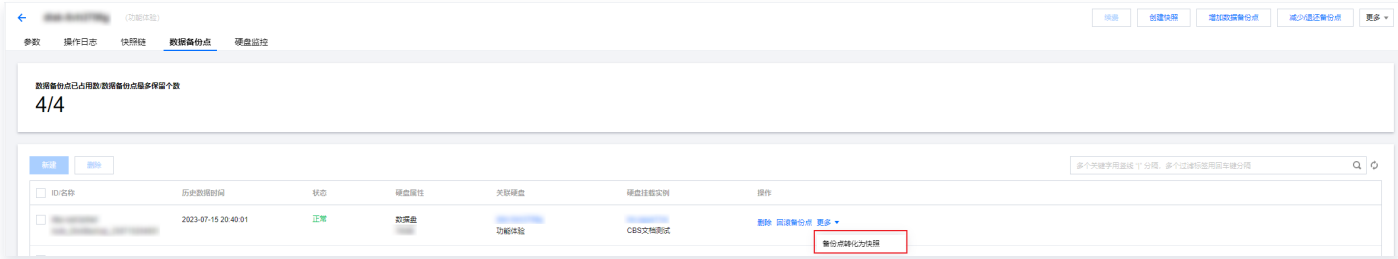 (功能体验)
挂载 创建快照 增加数据备份点 减少/退还备份点 更多
参数 操作日志 快照链 数据备份点 硬盘监控
数据备份点已占用数/数据备份点最多保留个数
4/4
新建 删除
多个关键字用竖线 "|" 分隔，多个过滤标签用回车键分隔
ID/名称 历史数据时间 状态 硬盘属性 关联硬盘 硬盘挂载实例 操作
2023-07-15 20:40:01 正常 数据盘 删除 回滚备份点 更多
功能体验 CBS文档测试
备份点转化为快照